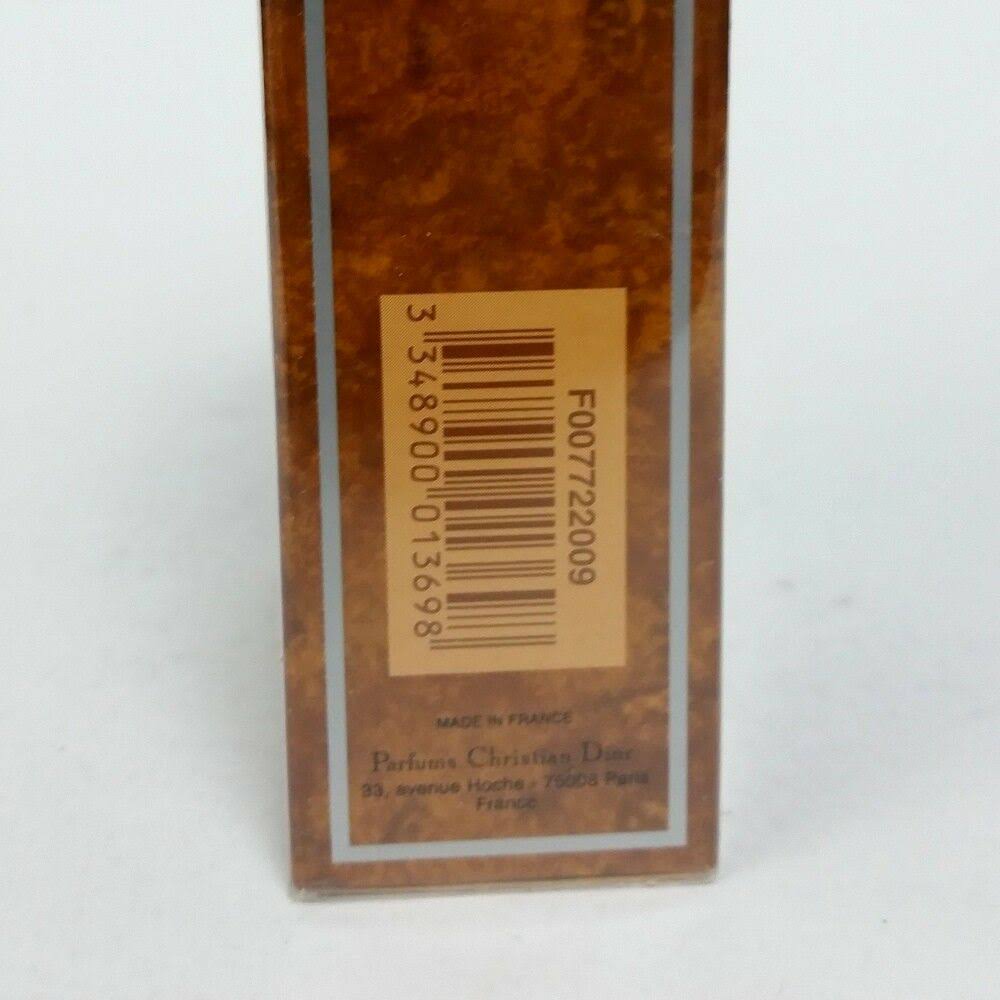 3 348900 013698
F007722009
MADE IN FRANCE
Parfums Christian Dior
33, avenue Hoche - 75008 Paris
France